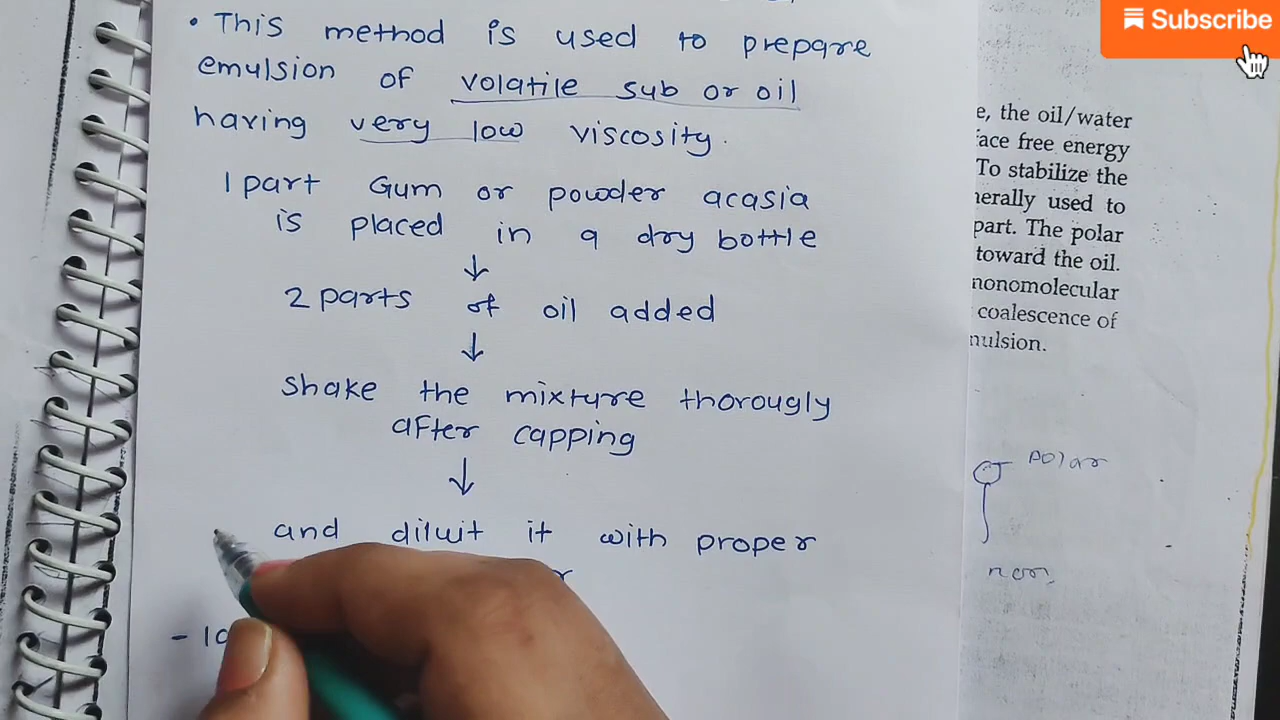 Subscribe
• This method is used to prepare
emulsion of volatile sub or oil
having very low viscosity.
1 part Gum or powder acasia
is placed in a dry bottle
↓
2 parts of oil added
↓
shake the mixture thorougly
after capping
↓
and diluit it with proper
e, the oil/water
face free energy
To stabilize the
nerally used to
part. The polar
toward the oil.
nonomolecular
coalescence of
nulsion.
polar
non